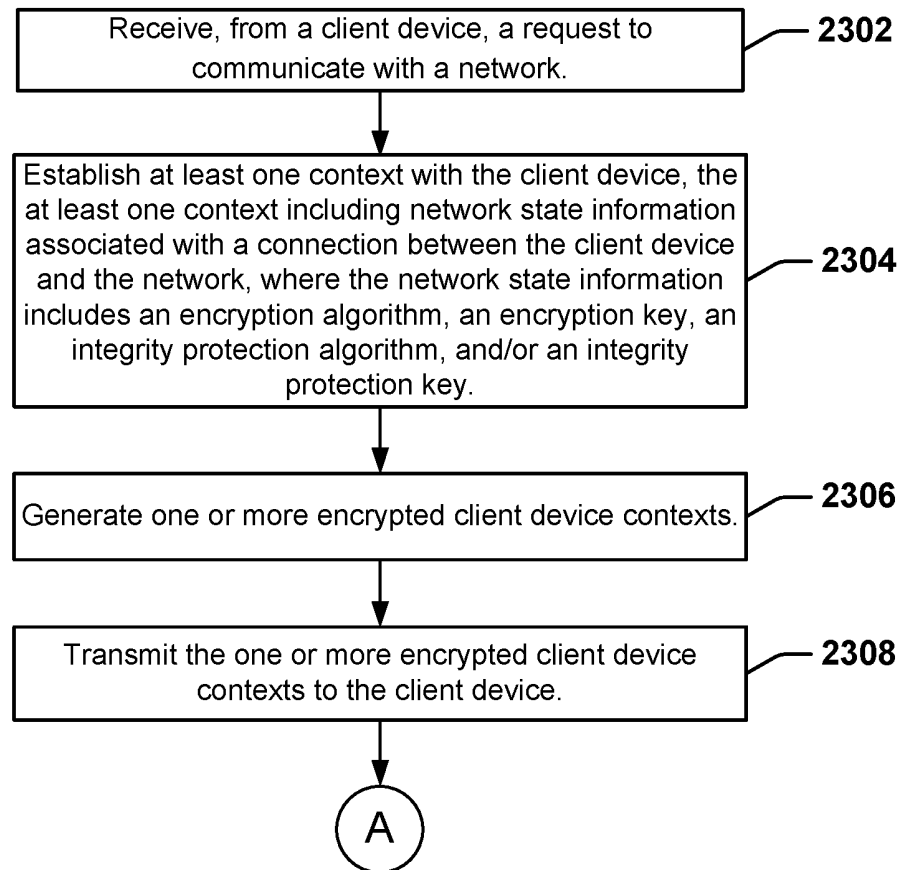 Receive, from a client device, a request to
communicate with a network.
2302
Establish at least one context with the client device, the
at least one context including network state information
associated with a connection between the client device
and the network, where the network state information
includes an encryption algorithm, an encryption key, an
integrity protection algorithm, and/or an integrity
protection key.
2304
Generate one or more encrypted client device contexts.
2306
Transmit the one or more encrypted client device
contexts to the client device.
2308
A